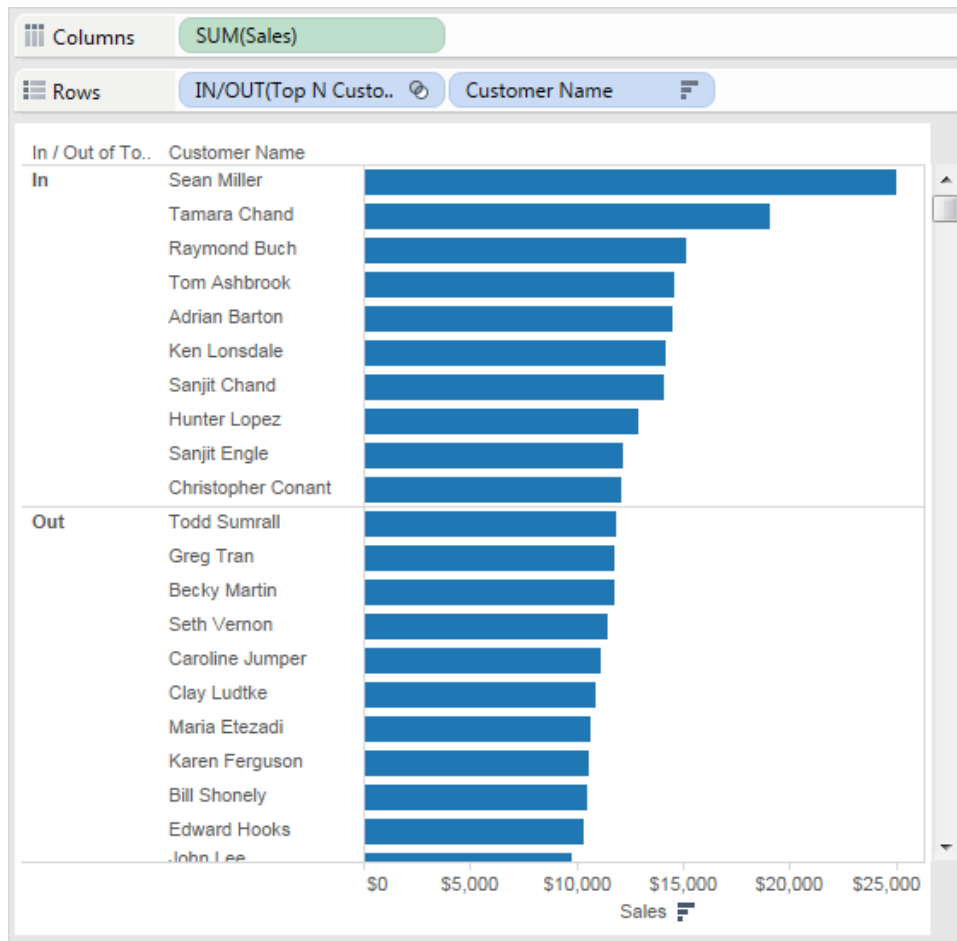 Columns SUM(Sales)
Rows IN/OUT(Top N Custo.. Customer Name
In / Out of To.. Customer Name
In Sean Miller
Tamara Chand
Raymond Buch
Tom Ashbrook
Adrian Barton
Ken Lonsdale
Sanjit Chand
Hunter Lopez
Sanjit Engle
Christopher Conant
Out Todd Sumrall
Greg Tran
Becky Martin
Seth Vernon
Caroline Jumper
Clay Ludtke
Maria Etezadi
Karen Ferguson
Bill Shonely
Edward Hooks
John Lee
$0 $5,000 $10,000 $15,000 $20,000 $25,000
Sales